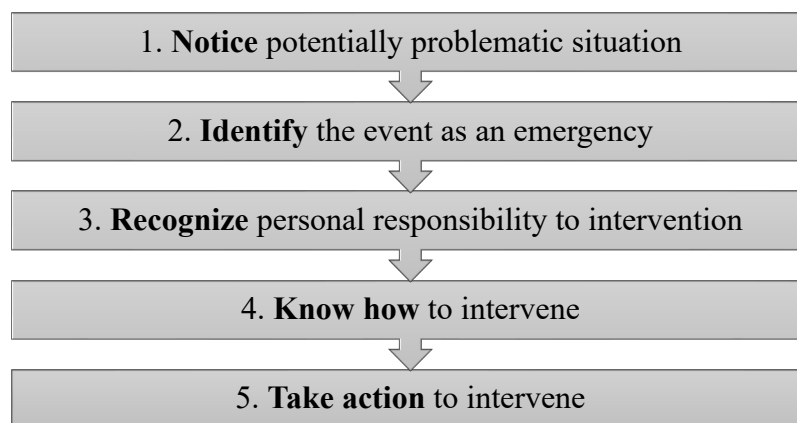 1. Notice potentially problematic situation
2. Identify the event as an emergency
3. Recognize personal responsibility to intervention
4. Know how to intervene
5. Take action to intervene